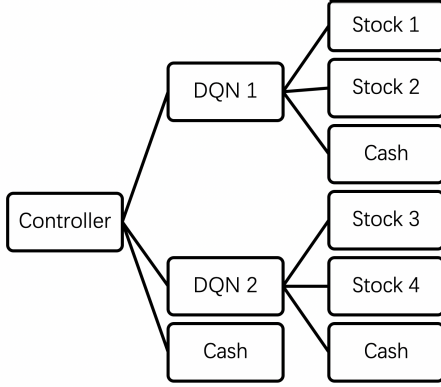 Stock 1
DQN 1
Stock 2
Cash
Controller
Stock 3
DQN 2
Stock 4
Cash
Cash